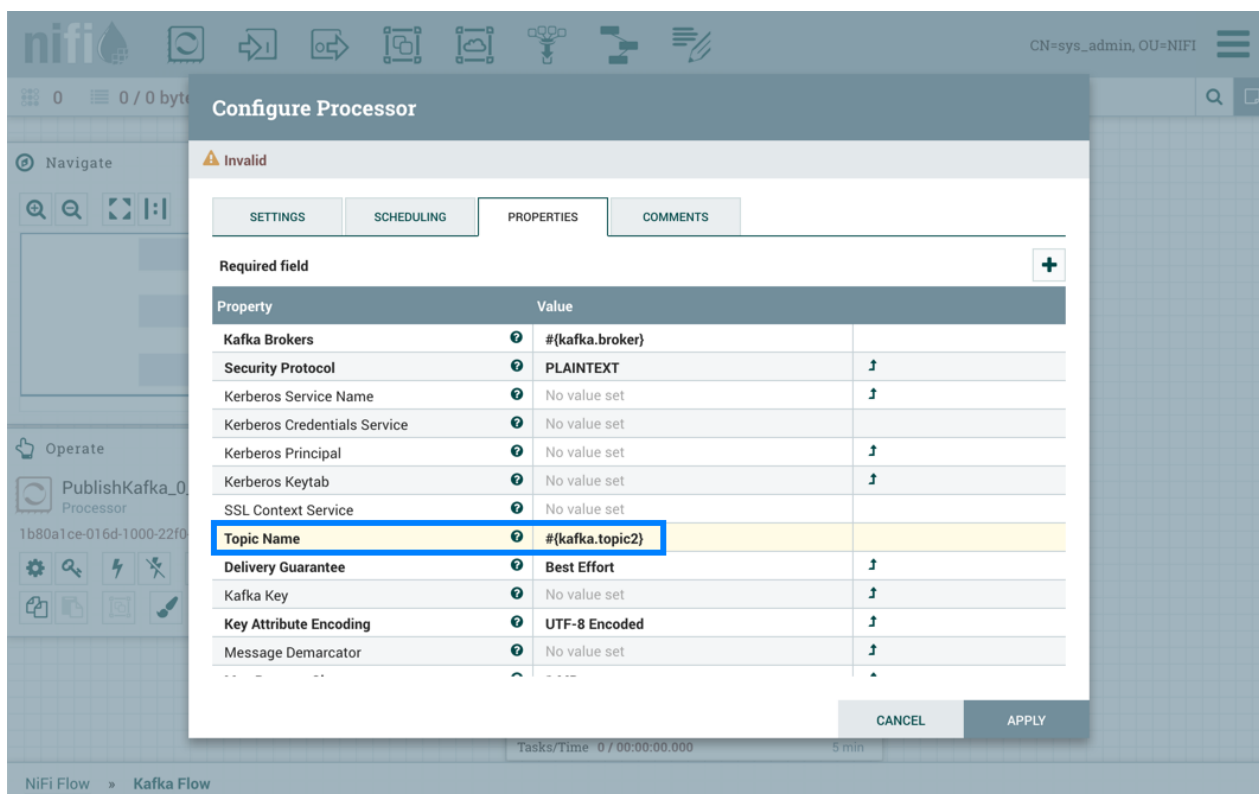 nifi
CN=sys_admin, OU=NIFI
0 0 / 0 byte
Configure Processor
Invalid
Navigate
SETTINGS SCHEDULING PROPERTIES COMMENTS
Required field
Property Value
Kafka Brokers #{kafka.broker}
Security Protocol PLAINTEXT
Kerberos Service Name No value set
Kerberos Credentials Service No value set
Operate
Kerberos Principal No value set
Kerberos Keytab No value set
PublishKafka_0_
Processor
SSL Context Service No value set
1b80a1ce-016d-1000-22f0-
Topic Name #{kafka.topic2}
Delivery Guarantee Best Effort
Kafka Key No value set
Key Attribute Encoding UTF-8 Encoded
Message Demarcator No value set
CANCEL APPLY
Tasks/Time 0 / 00:00:00.000 5 min
NiFi Flow » Kafka Flow